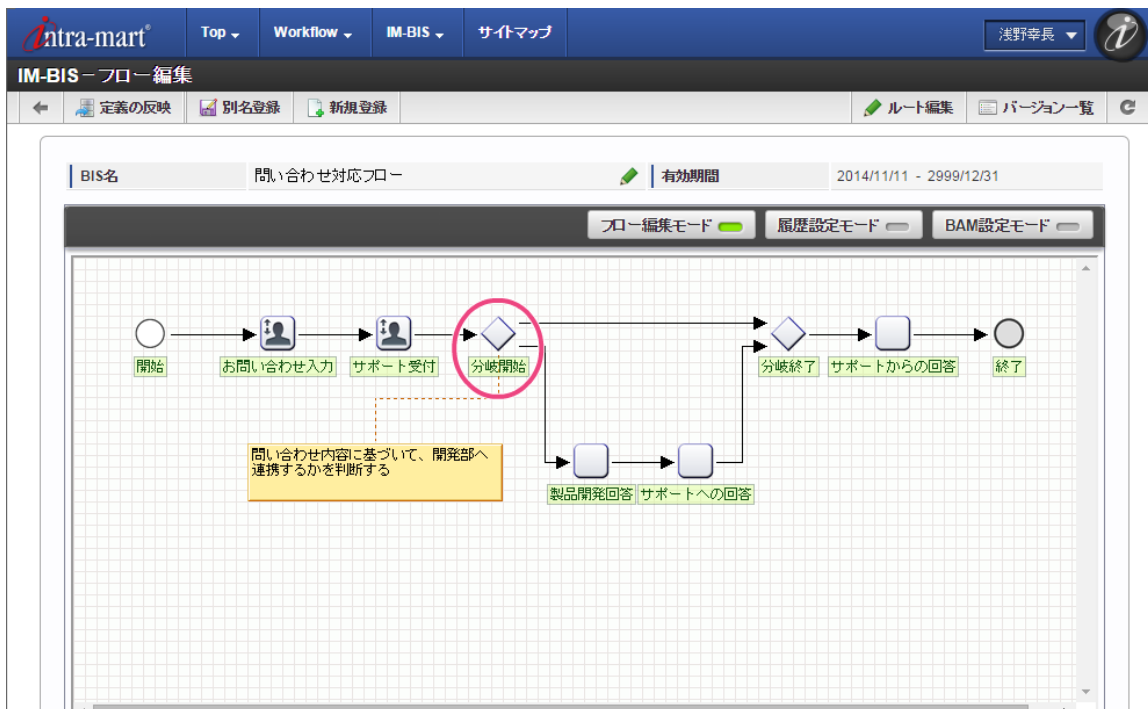 intra-mart® Top Workflow IM-BIS サイトマップ 浅野幸長
IM-BIS－フロー編集
定義の反映 別名登録 新規登録 ルート編集 バージョン一覧
BIS名 問い合わせ対応フロー 有効期間 2014/11/11 - 2999/12/31
フロー編集モード 履歴設定モード BAM設定モード
開始 お問い合わせ入力 サポート受付 分岐開始 分岐終了 サポートからの回答 終了
問い合わせ内容に基づいて、開発部へ
連携するかを判断する
製品開発回答 サポートへの回答